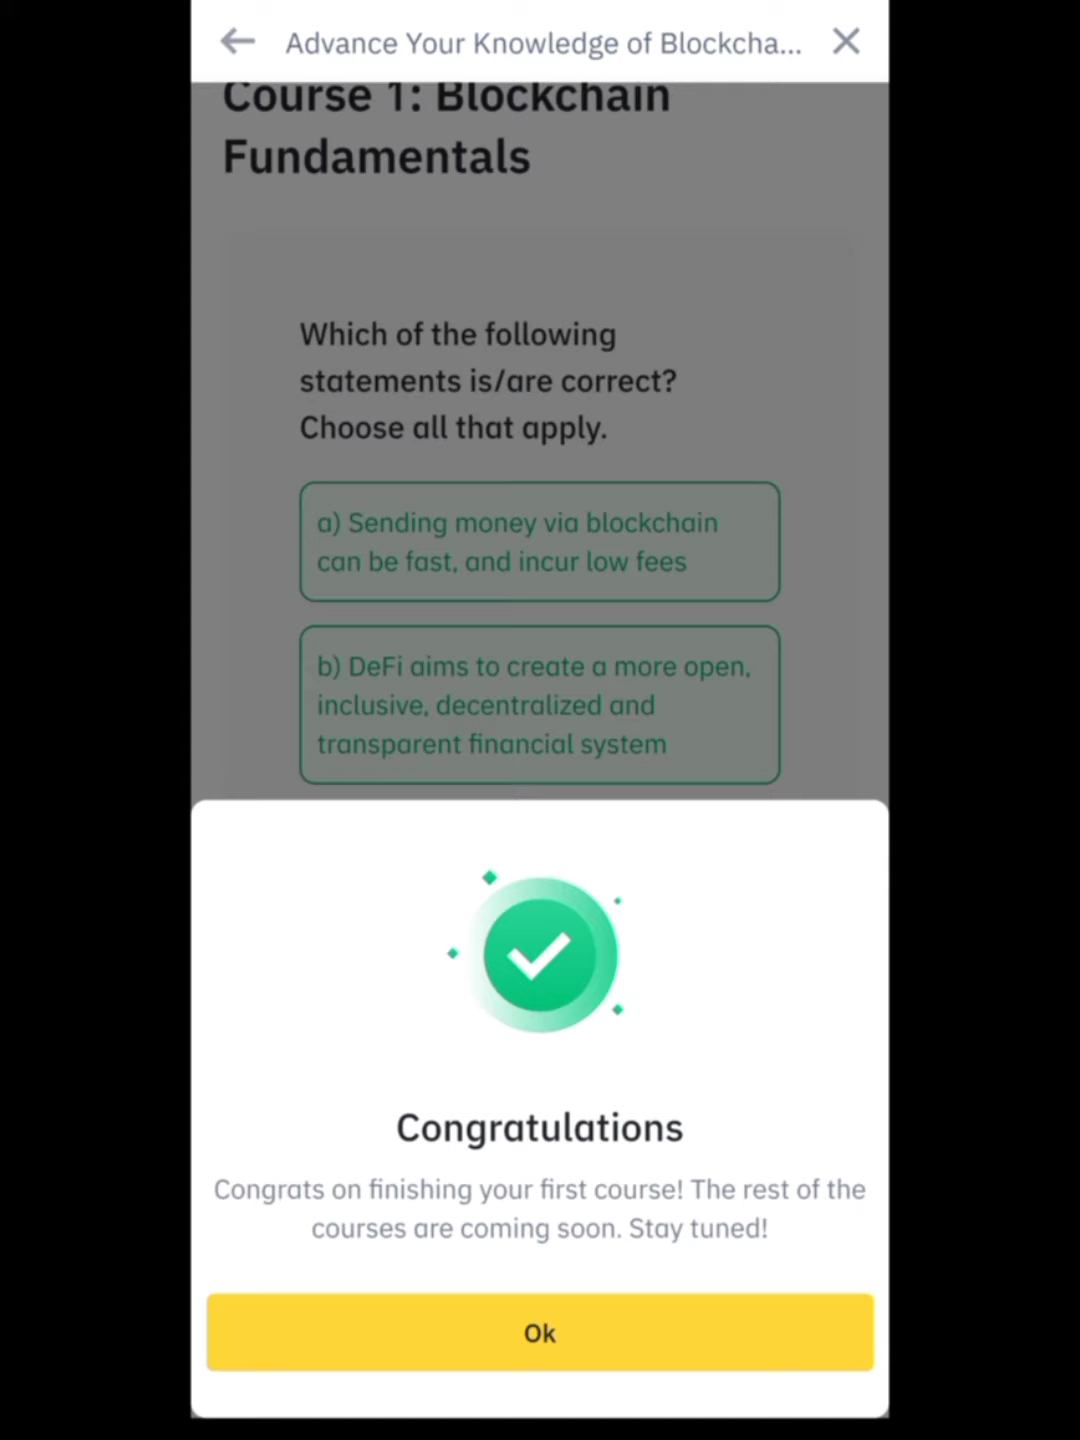 Advance Your Knowledge of Blockcha...
Course 1: Blockchain
Fundamentals
Which of the following
statements is/are correct?
Choose all that apply.
a) Sending money via blockchain
can be fast, and incur low fees
b) DeFi aims to create a more open,
inclusive, decentralized and
transparent financial system
Congratulations
Congrats on finishing your first course! The rest of the
courses are coming soon. Stay tuned!
Ok